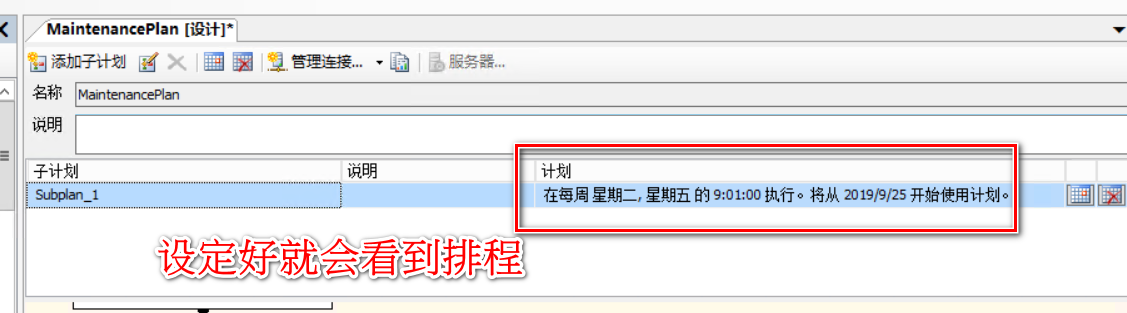 MaintenancePlan [设计]*
添加子计划 管理连接... 服务器...
名称 MaintenancePlan
说明
子计划 说明 计划
Subplan_1 在每周 星期二, 星期五 的 9:01:00 执行。将从 2019/9/25 开始使用计划。
设定好就会看到排程